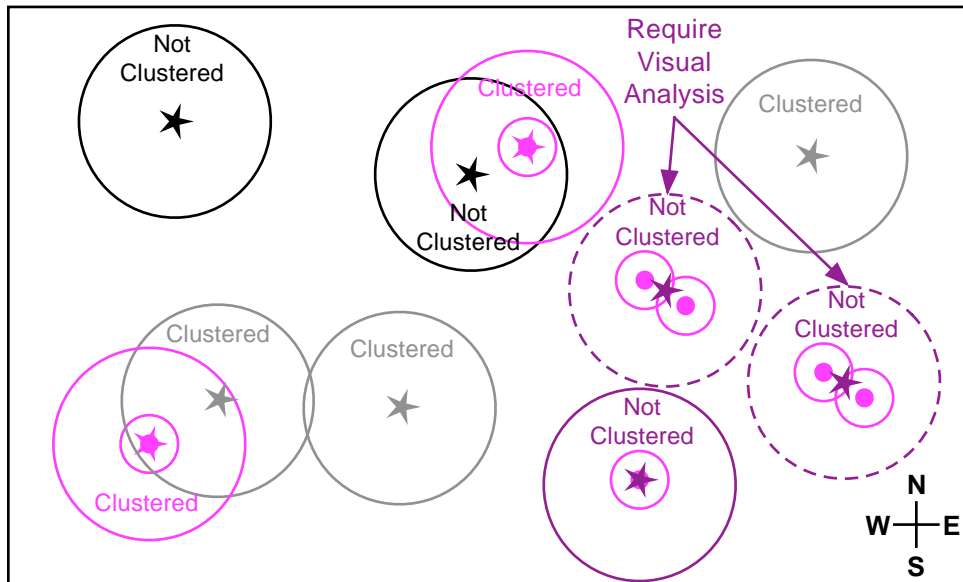 Not
Clustered
Require
Visual
Analysis
Clustered
Clustered
Not
Clustered
Not
Clustered
Not
Clustered
Clustered
Clustered
Clustered
Not
Clustered
N
W E
S